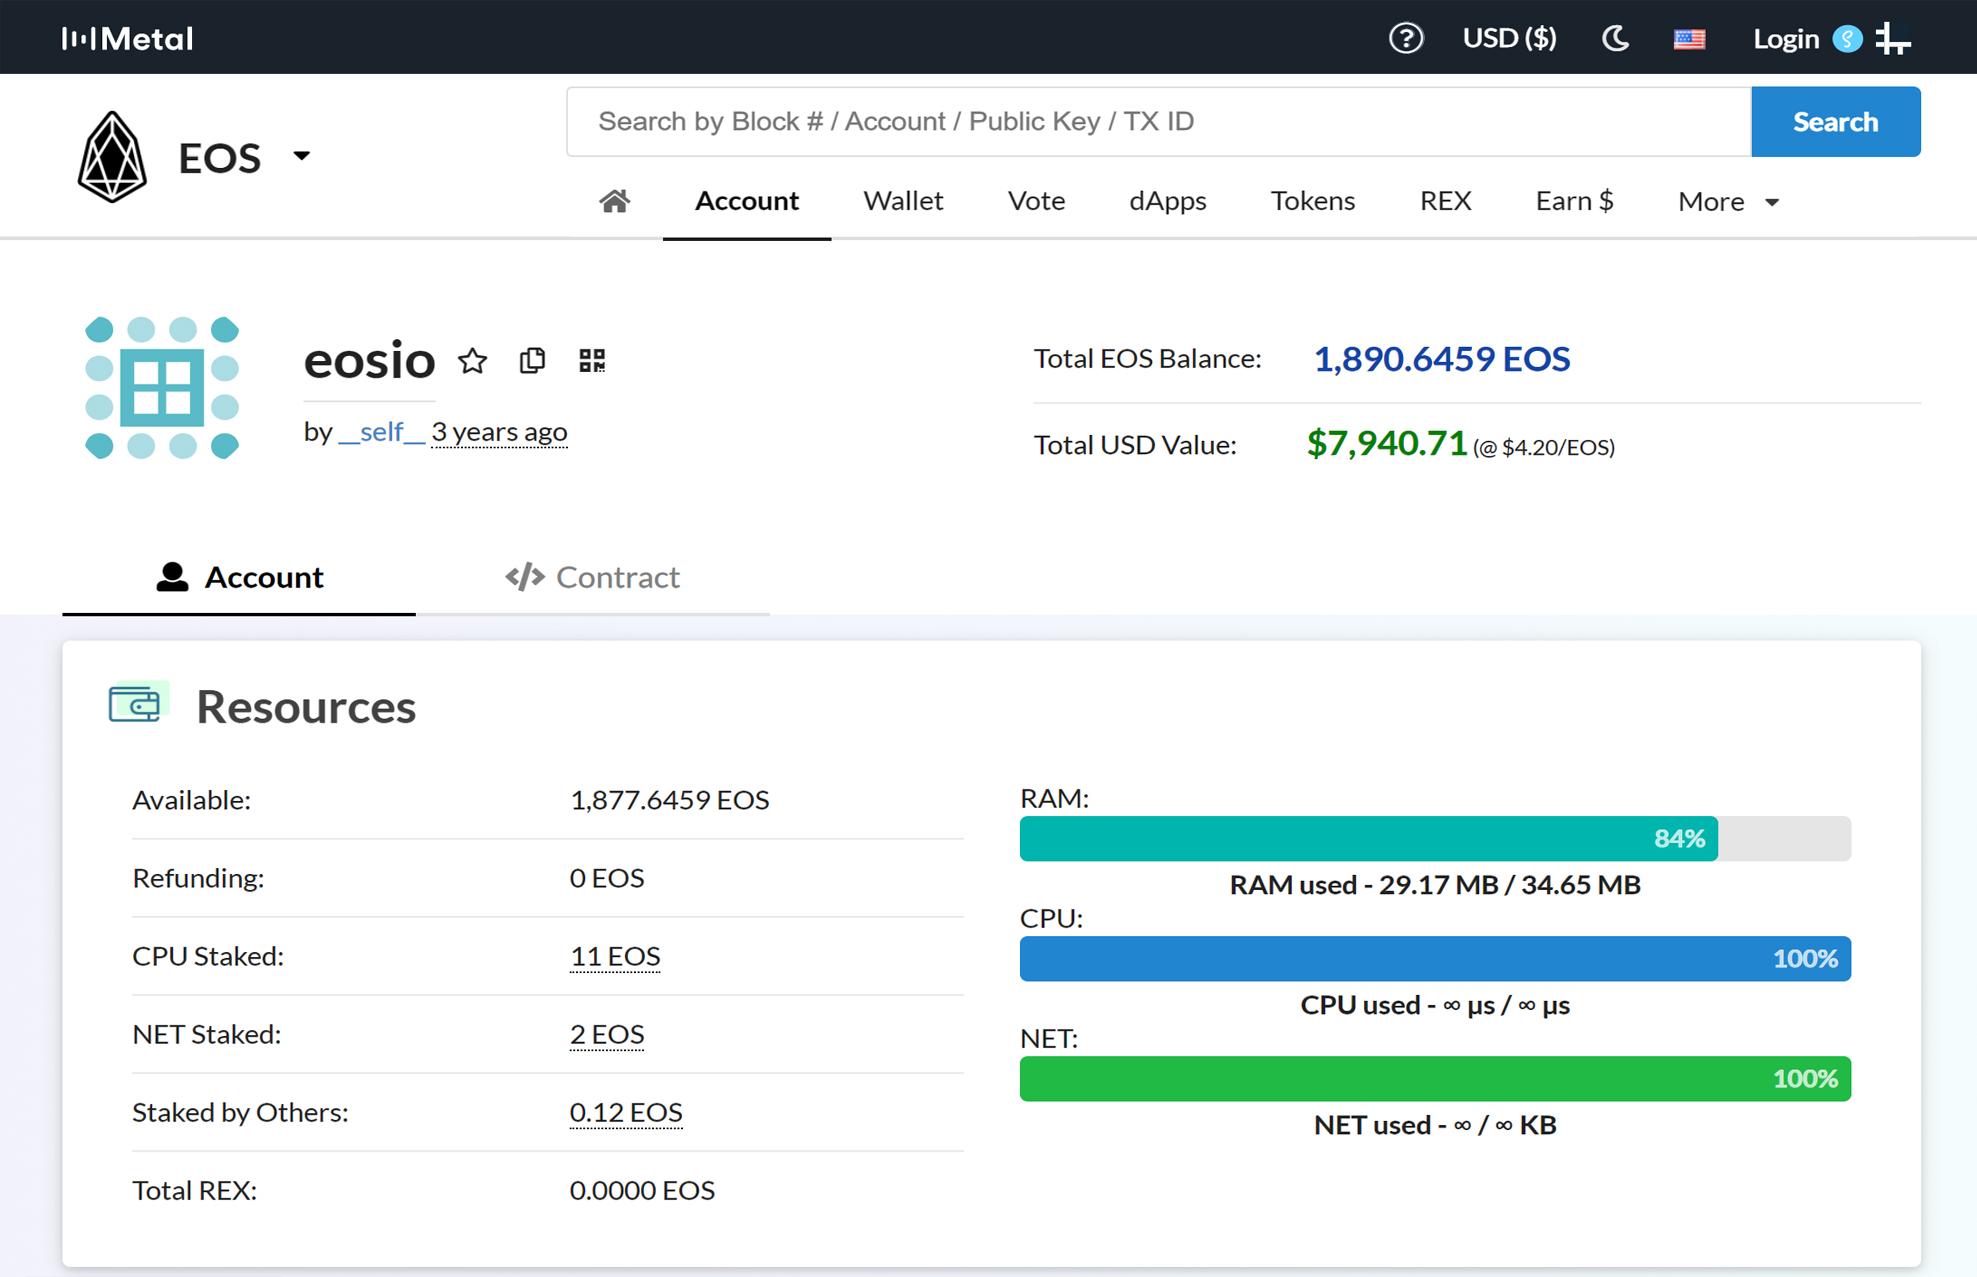 Metal
? USD ($) Login
EOS
Search by Block # / Account / Public Key / TX ID Search
Account Wallet Vote dApps Tokens REX Earn $ More
eosio
by __self__ 3 years ago
Total EOS Balance: 1,890.6459 EOS
Total USD Value: $7,940.71 (@ $4.20/EOS)
Account </> Contract
Resources
Available: 1,877.6459 EOS
Refunding: 0 EOS
CPU Staked: 11 EOS
NET Staked: 2 EOS
Staked by Others: 0.12 EOS
Total REX: 0.0000 EOS
RAM:
84%
RAM used - 29.17 MB / 34.65 MB
CPU:
100%
CPU used - ∞ µs / ∞ µs
NET:
100%
NET used - ∞ / ∞ KB